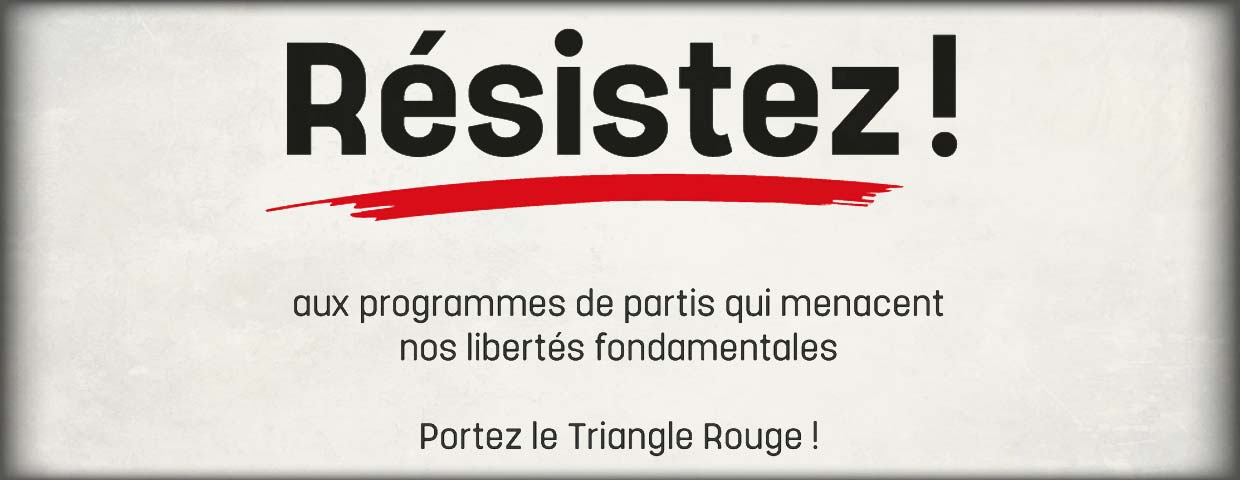 Résistez !
aux programmes de partis qui menacent
nos libertés fondamentales
Portez le Triangle Rouge !